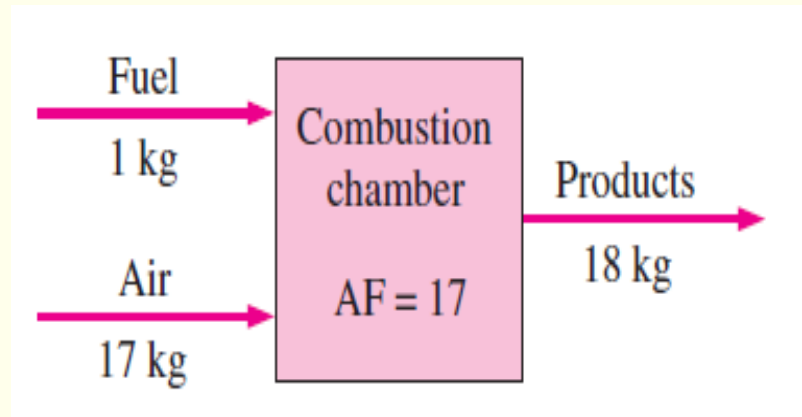 Fuel
1 kg
Air
17 kg
Combustion
chamber
AF = 17
Products
18 kg